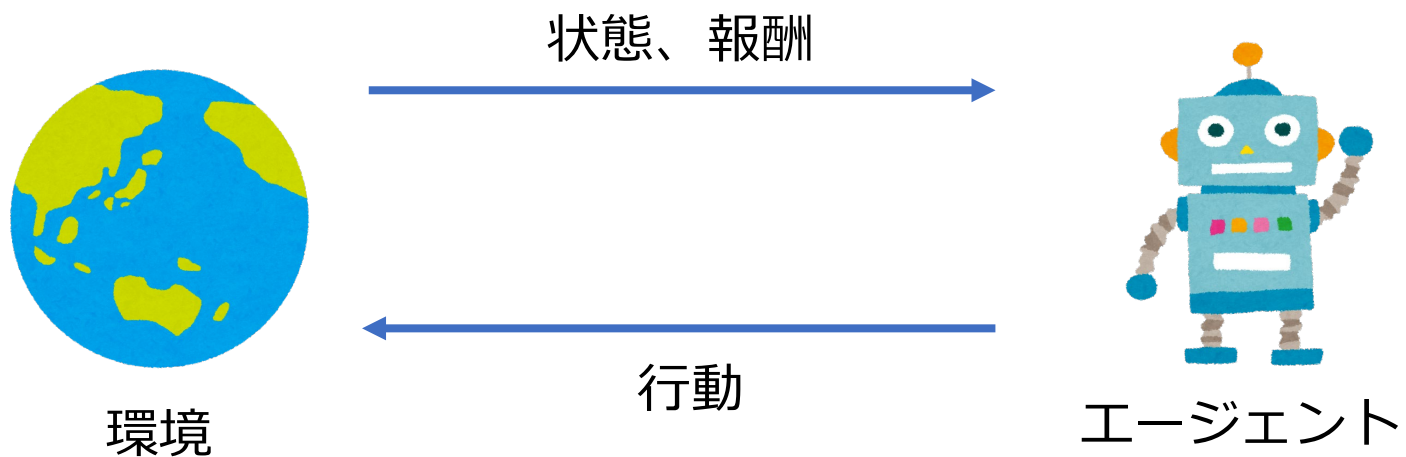 状態、報酬
行動
環境
エージェント